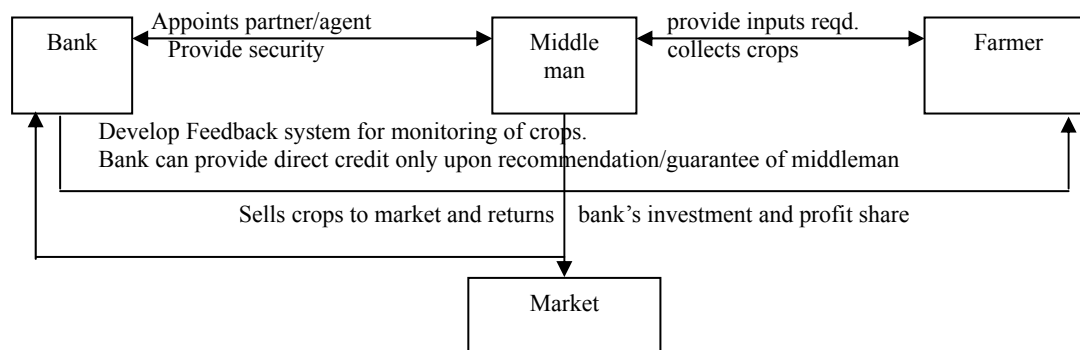 Appoints partner/agent
provide inputs reqd.
Bank
Middle
man
Farmer
Provide security
collects crops
Develop Feedback system for monitoring of crops.
Bank can provide direct credit only upon recommendation/guarantee of middleman
Sells crops to market and returns bank’s investment and profit share
Market